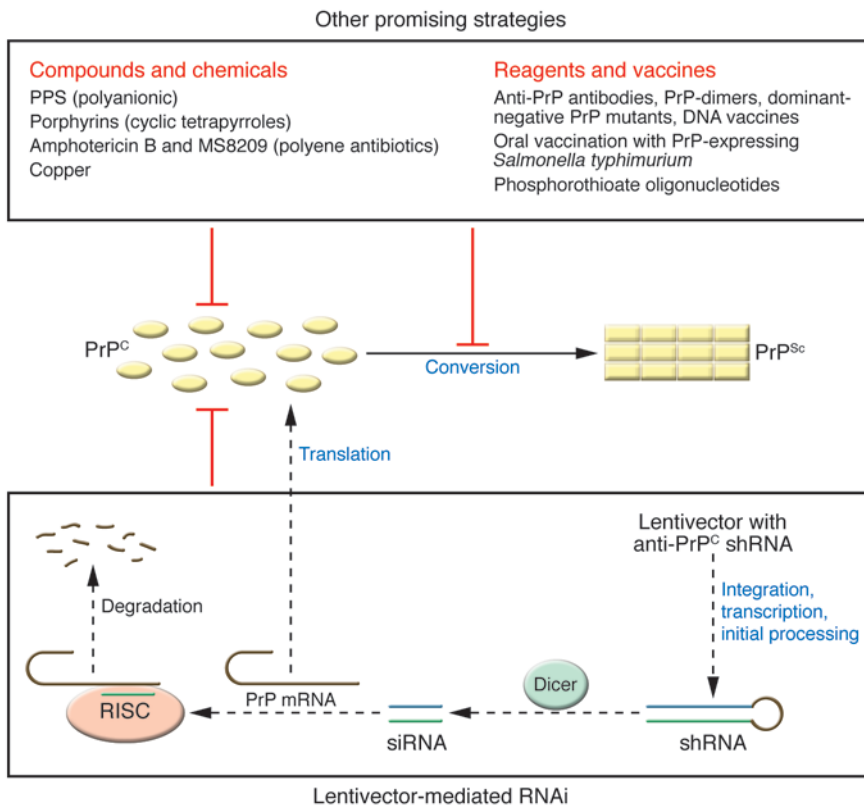 Other promising strategies
Compounds and chemicals
PPS (polyanionic)
Porphyrins (cyclic tetrapyrroles)
Amphotericin B and MS8209 (polyene antibiotics)
Copper
Reagents and vaccines
Anti-PrP antibodies, PrP-dimers, dominant-
negative PrP mutants, DNA vaccines
Oral vaccination with PrP-expressing
Salmonella typhimurium
Phosphorothioate oligonucleotides
PrPᶜ
Conversion
PrPˢᶜ
Translation
Lentivector with
anti-PrPᶜ shRNA
Integration,
transcription,
initial processing
Degradation
RISC
PrP mRNA
siRNA
Dicer
shRNA
Lentivector-mediated RNAi